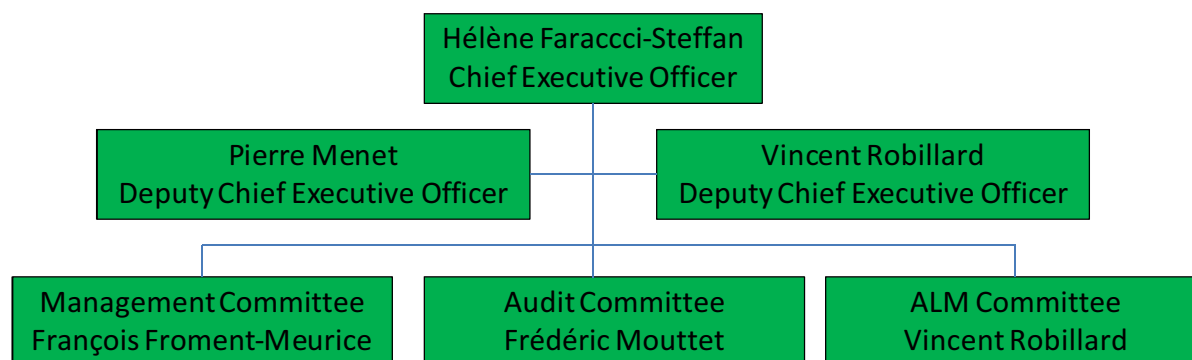 Hélène Faraccci-Steffan
Chief Executive Officer
Pierre Menet
Deputy Chief Executive Officer
Vincent Robillard
Deputy Chief Executive Officer
Management Committee
François Froment-Meurice
Audit Committee
Frédéric Mouttet
ALM Committee
Vincent Robillard